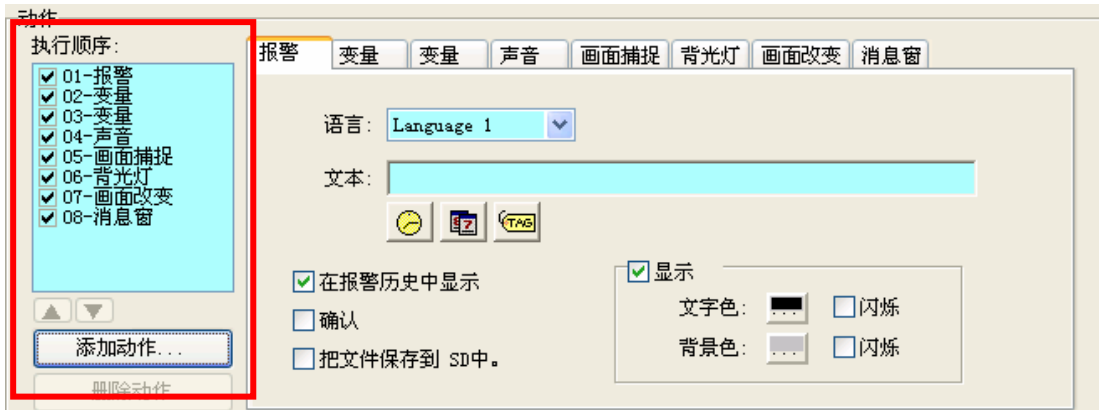 动作
执行顺序:
01-报警
02-变量
03-变量
04-声音
05-画面捕捉
06-背光灯
07-画面改变
08-消息窗
添加动作...
删除动作
报警 变量 变量 声音 画面捕捉 背光灯 画面改变 消息窗
语言: Language 1
文本:
TAG
在报警历史中显示
确认
把文件保存到 SD中。
显示
文字色: ... 闪烁
背景色: ... 闪烁